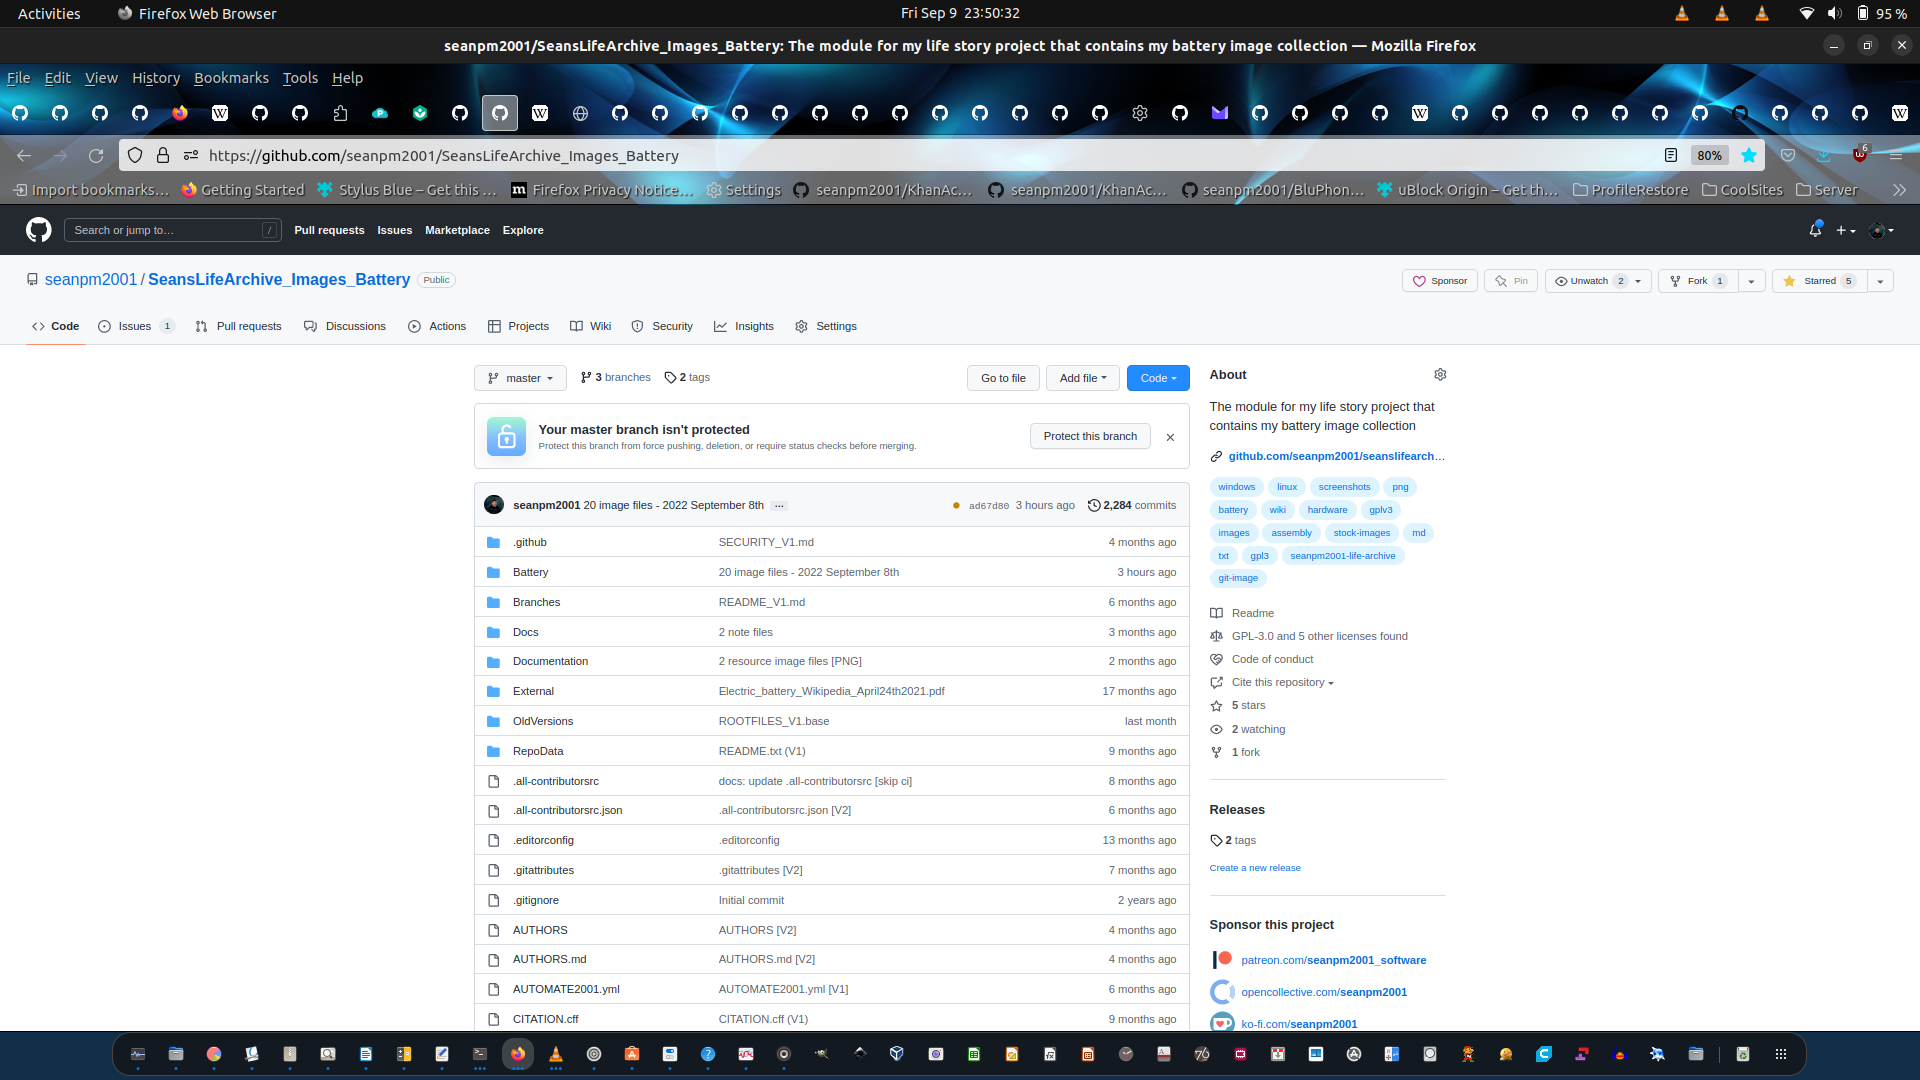 Activities Firefox Web Browser Fri Sep 9 23:50:32 95 %
seanpm2001/SeansLifeArchive_Images_Battery: The module for my life story project that contains my battery image collection — Mozilla Firefox
File Edit View History Bookmarks Tools Help
https://github.com/seanpm2001/SeansLifeArchive_Images_Battery 80% 6
Import bookmarks… Getting Started Stylus Blue – Get this … Firefox Privacy Notice… Settings seanpm2001/KhanAc… seanpm2001/KhanAc… seanpm2001/BluPhon… uBlock Origin – Get th… ProfileRestore CoolSites Server
Search or jump to… / Pull requests Issues Marketplace Explore
seanpm2001 / SeansLifeArchive_Images_Battery Public Sponsor Pin Unwatch 2 Fork 1 Starred 5
Code Issues 1 Pull requests Discussions Actions Projects Wiki Security Insights Settings
master 3 branches 2 tags Go to file Add file Code
Your master branch isn't protected
Protect this branch from force pushing, deletion, or require status checks before merging.
Protect this branch
seanpm2001 20 image files - 2022 September 8th … ad67d80 3 hours ago 2,284 commits
.github SECURITY_V1.md 4 months ago
Battery 20 image files - 2022 September 8th 3 hours ago
Branches README_V1.md 6 months ago
Docs 2 note files 3 months ago
Documentation 2 resource image files [PNG] 2 months ago
External Electric_battery_Wikipedia_April24th2021.pdf 17 months ago
OldVersions ROOTFILES_V1.base last month
RepoData README.txt (V1) 9 months ago
.all-contributorsrc docs: update .all-contributorsrc [skip ci] 8 months ago
.all-contributorsrc.json .all-contributorsrc.json [V2] 6 months ago
.editorconfig .editorconfig 13 months ago
.gitattributes .gitattributes [V2] 7 months ago
.gitignore Initial commit 2 years ago
AUTHORS AUTHORS [V2] 4 months ago
AUTHORS.md AUTHORS.md [V2] 4 months ago
AUTOMATE2001.yml AUTOMATE2001.yml [V1] 6 months ago
CITATION.cff CITATION.cff (V1) 9 months ago
About
The module for my life story project that
contains my battery image collection
github.com/seanpm2001/seanslifearch…
windows linux screenshots png
battery wiki hardware gplv3
images assembly stock-images md
txt gpl3 seanpm2001-life-archive
git-image
Readme
GPL-3.0 and 5 other licenses found
Code of conduct
Cite this repository
5 stars
2 watching
1 fork
Releases
2 tags
Create a new release
Sponsor this project
patreon.com/seanpm2001_software
opencollective.com/seanpm2001
ko-fi.com/seanpm2001